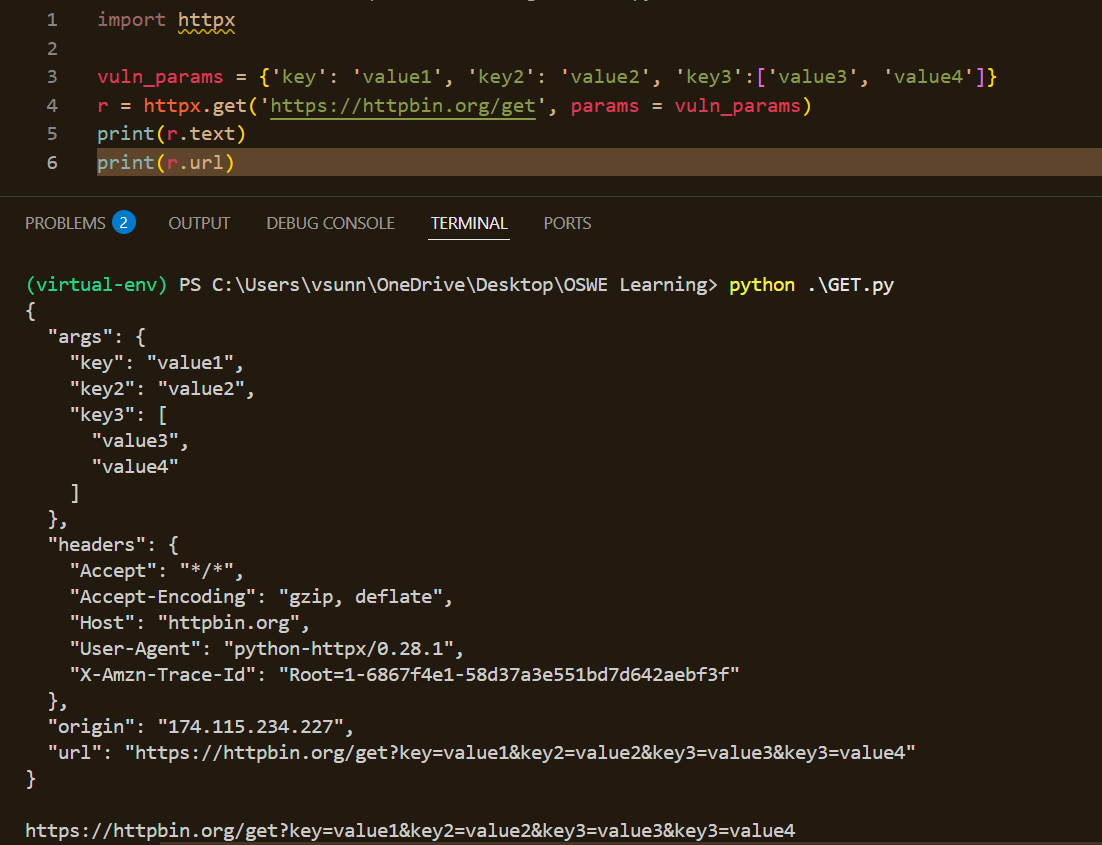 1 import httpx
2
3 vuln_params = {'key': 'value1', 'key2': 'value2', 'key3':['value3', 'value4']}
4 r = httpx.get('https://httpbin.org/get', params = vuln_params)
5 print(r.text)
6 print(r.url)
PROBLEMS 2 OUTPUT DEBUG CONSOLE TERMINAL PORTS
(virtual-env) PS C:\Users\vsunn\OneDrive\Desktop\OSWE Learning> python .\GET.py
{
  "args": {
    "key": "value1",
    "key2": "value2",
    "key3": [
      "value3",
      "value4"
    ]
  },
  "headers": {
    "Accept": "*/*",
    "Accept-Encoding": "gzip, deflate",
    "Host": "httpbin.org",
    "User-Agent": "python-httpx/0.28.1",
    "X-Amzn-Trace-Id": "Root=1-6867f4e1-58d37a3e551bd7d642aebf3f"
  },
  "origin": "174.115.234.227",
  "url": "https://httpbin.org/get?key=value1&key2=value2&key3=value3&key3=value4"
}
https://httpbin.org/get?key=value1&key2=value2&key3=value3&key3=value4